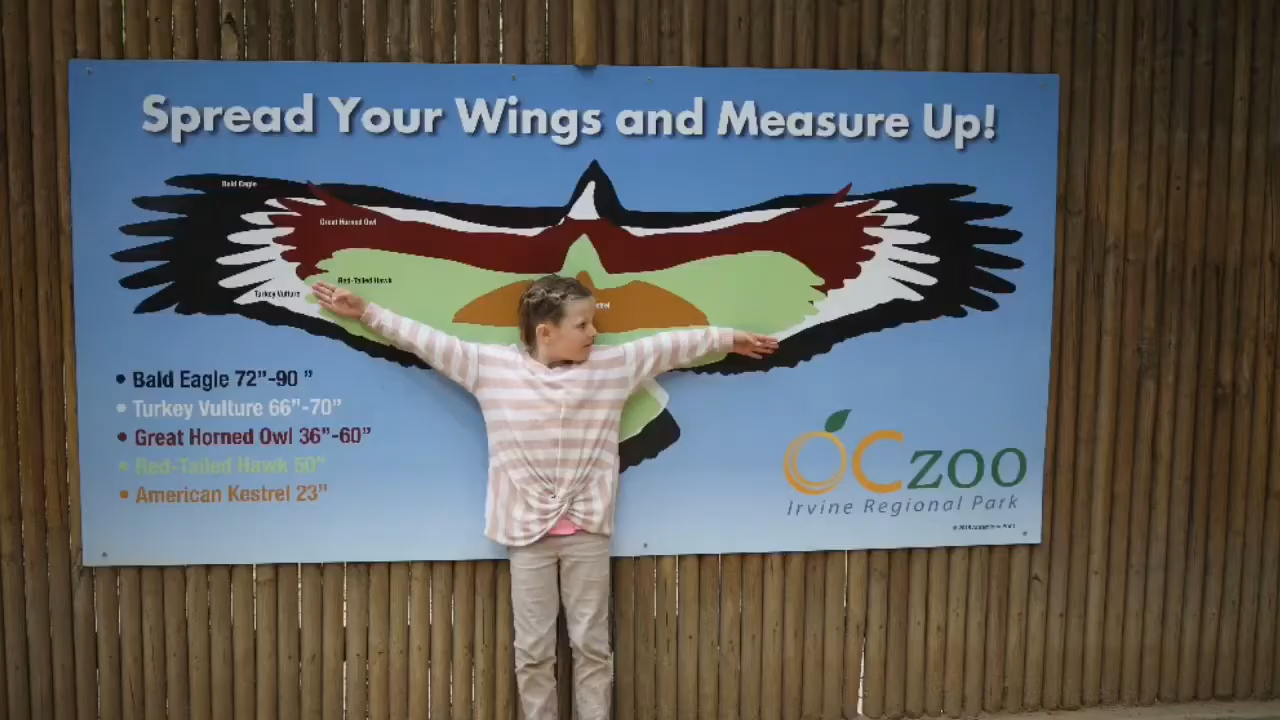 Spread Your Wings and Measure Up!
Bald Eagle
Great Horned Owl
Red-Tailed Hawk
Turkey Vulture
• Bald Eagle 72"-90 "
• Turkey Vulture 66"-70"
• Great Horned Owl 36"-60"
• Red-Tailed Hawk 50"
• American Kestrel 23"
OC ZOO
Irvine Regional Park